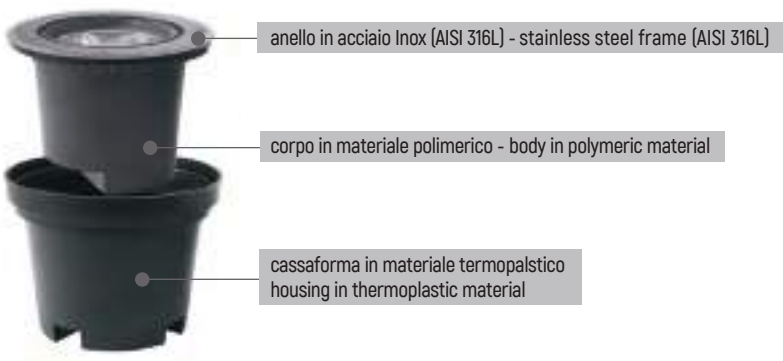 anello in acciaio Inox (AISI 316L) - stainless steel frame (AISI 316L)
corpo in materiale polimerico - body in polymeric material
cassaforma in materiale termopalstico
housing in thermoplastic material